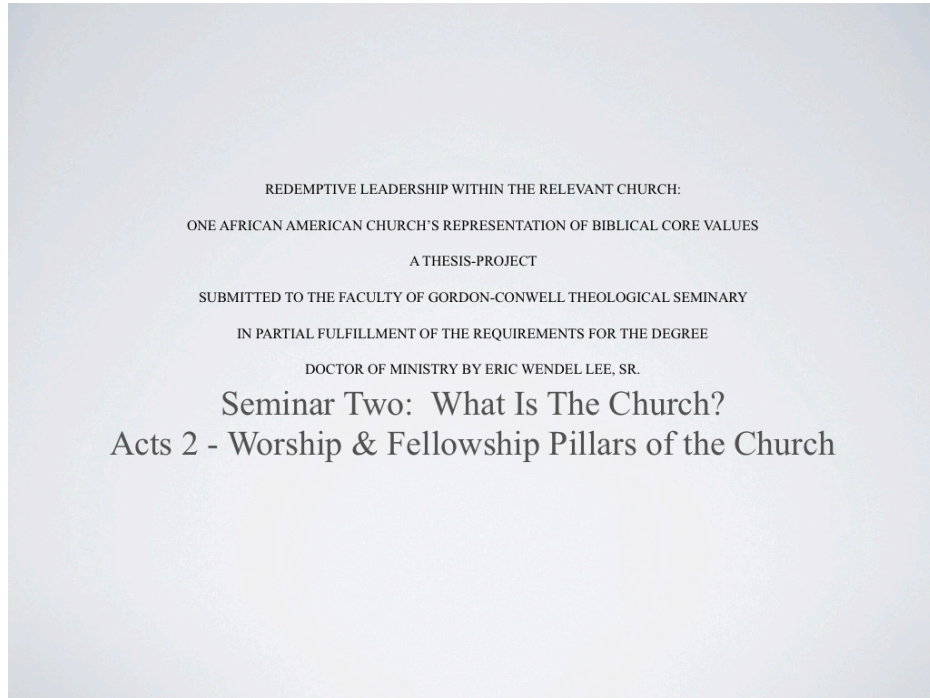 REDEMPTIVE LEADERSHIP WITHIN THE RELEVANT CHURCH:
ONE AFRICAN AMERICAN CHURCH’S REPRESENTATION OF BIBLICAL CORE VALUES
A THESIS-PROJECT
SUBMITTED TO THE FACULTY OF GORDON-CONWELL THEOLOGICAL SEMINARY
IN PARTIAL FULFILLMENT OF THE REQUIREMENTS FOR THE DEGREE
DOCTOR OF MINISTRY BY ERIC WENDEL LEE, SR.
Seminar Two:  What Is The Church?
Acts 2 - Worship & Fellowship Pillars of the Church